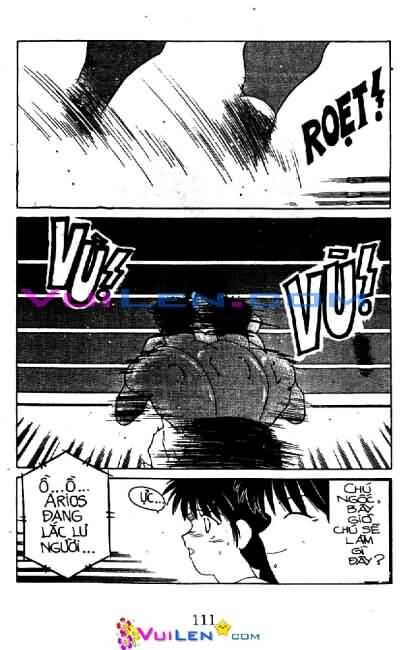 ROẸT!
VÙ!!
VÙ!!
VUILEN.COM
Ồ...Ồ...
ARIOS
ĐANG
LẮC LƯ
NGƯỜI...
ỰC...
CHÚ
NGỐC,
BÂY
GIỜ
CHÚ SẼ
LÀM
GÌ
ĐÂY?
111
VUILEN.COM